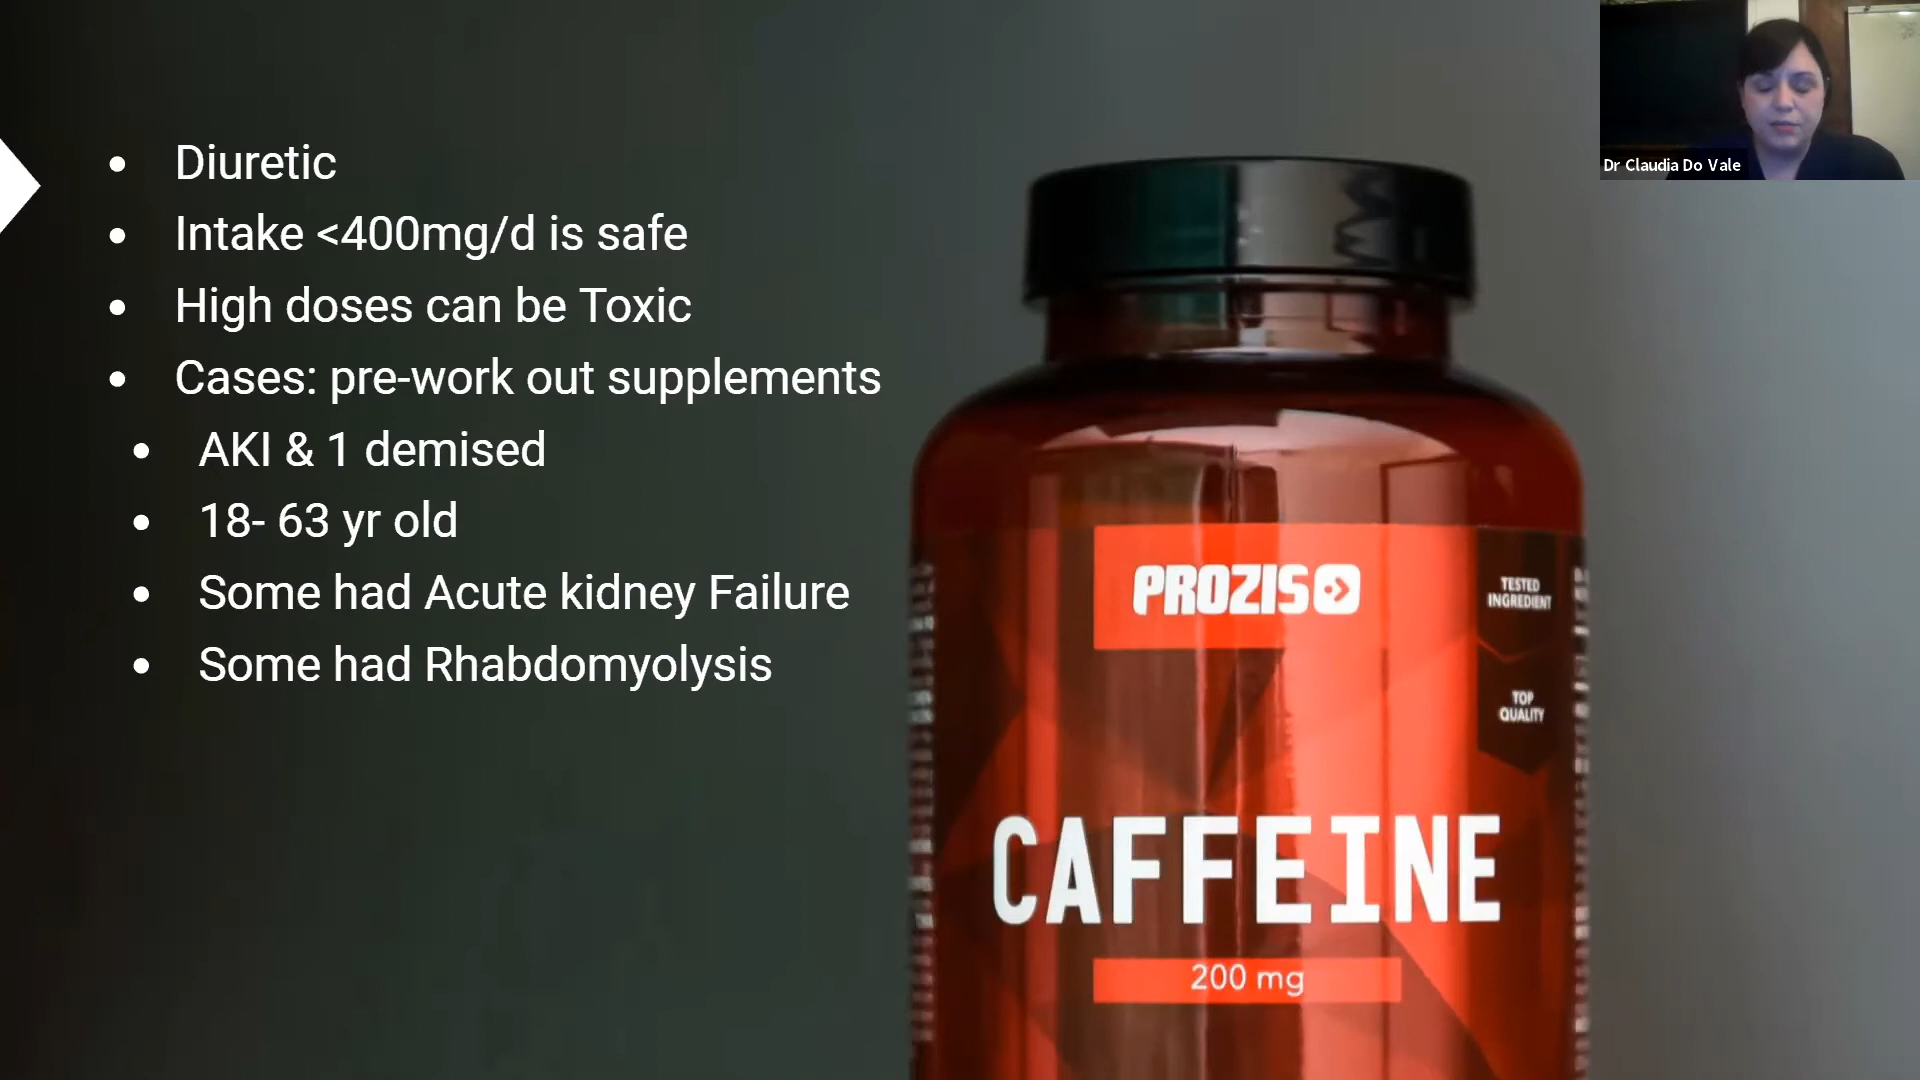 Diuretic
Intake <400mg/d is safe
High doses can be Toxic
Cases: pre-work out supplements
AKI & 1 demised
18- 63 yr old
Some had Acute kidney Failure
Some had Rhabdomyolysis
Dr Claudia Do Vale
PROZIS
TESTED
INGREDIENT
TOP
QUALITY
CAFFEINE
200 mg